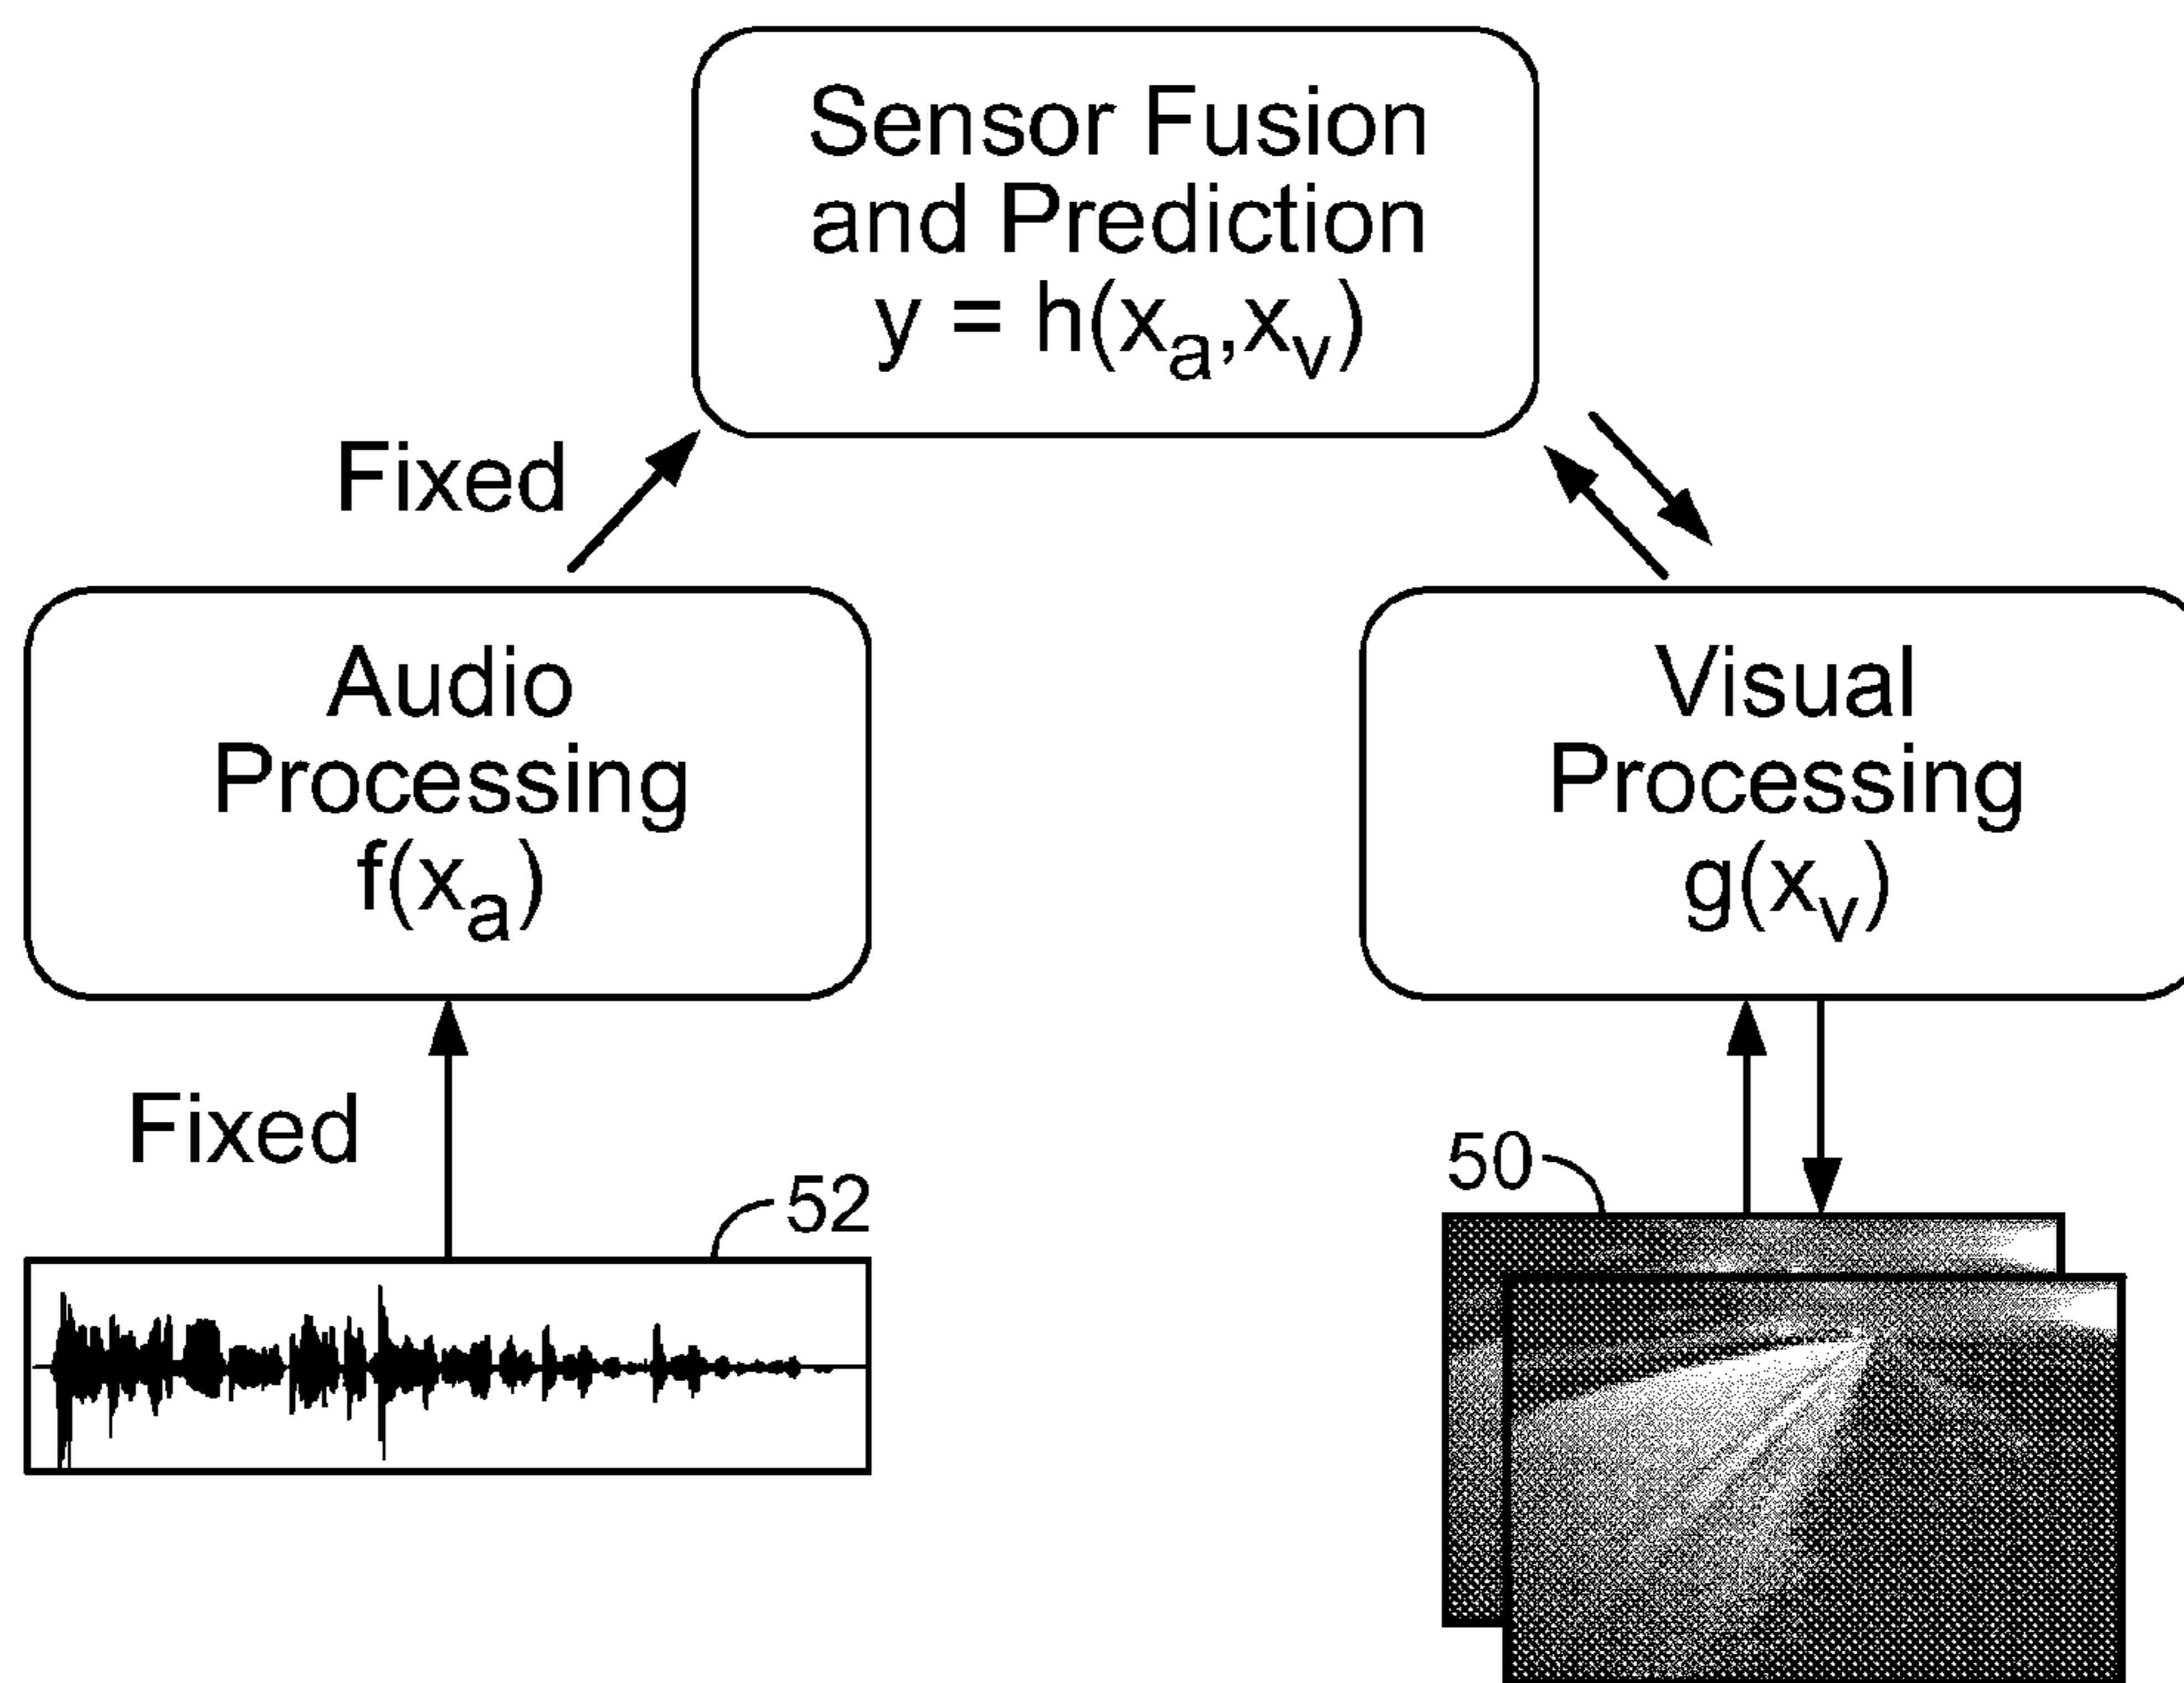 Sensor Fusion
and Prediction
y = h(xₐ,xᵥ)
Fixed
Audio
Processing
f(xₐ)
Visual
Processing
g(xᵥ)
Fixed
52
50